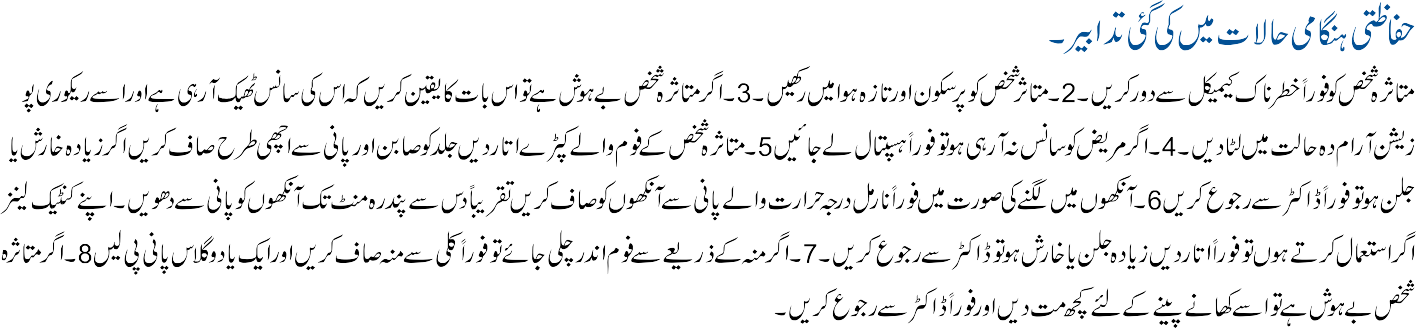 حفاظتی ہنگامی حالات میں کی گئی تدابیر۔
متاثرہ شخص کو فوراً خطرناک کیمیکل سے دور کریں۔2۔متاثر شخص کو پرسکون اور تازہ ہوا میں رکھیں۔3۔اگر متاثرہ شخص بے ہوش ہے تو اس بات کا یقین کریں کہ اس کی سانس ٹھیک آ رہی ہے اور اسے ریکوری پو
زیشن آرام دہ حالت میں لٹا دیں۔4۔اگر مریض کو سانس نہ آ رہی ہو تو فوراً ہسپتال لے جائیں5۔متاثرہ شخص کے فوم والے کپڑے اتار دیں جلد کو صابن اور پانی سے اچھی طرح صاف کریں اگر زیادہ خارش یا
جلن ہو تو فوراً ڈاکٹر سے رجوع کریں6۔آنکھوں میں لگنے کی صورت میں فوراً نارمل درجہ حرارت والے پانی سے آنکھوں کو صاف کریں تقریباً دس سے پندرہ منٹ تک آنکھوں کو پانی سے دھویں۔اپنے کنٹیک لینز
اگر استعمال کرتے ہوں تو فوراً اتار دیں زیادہ جلن یا خارش ہو تو ڈاکٹر سے رجوع کریں۔7۔اگر منہ کے ذریعے سے فوم اندر چلی جائے تو فوراً کلی سے منہ صاف کریں اور ایک یا دو گلاس پانی پی لیں8۔اگر متاثرہ
شخص بے ہوش ہے تو اسے کھانے پینے کے لئے کچھ مت دیں اور فوراً ڈاکٹر سے رجوع کریں۔